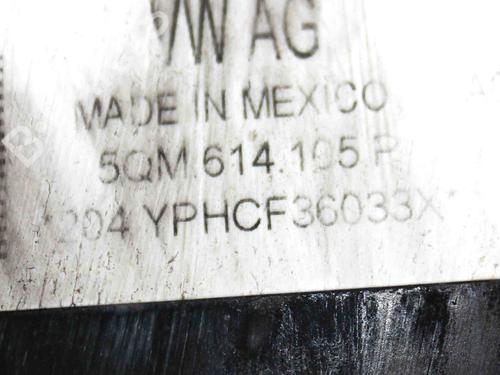 VW AG
MADE IN MEXICO
5QM.614.105.P
*204 YPHCF36033X*